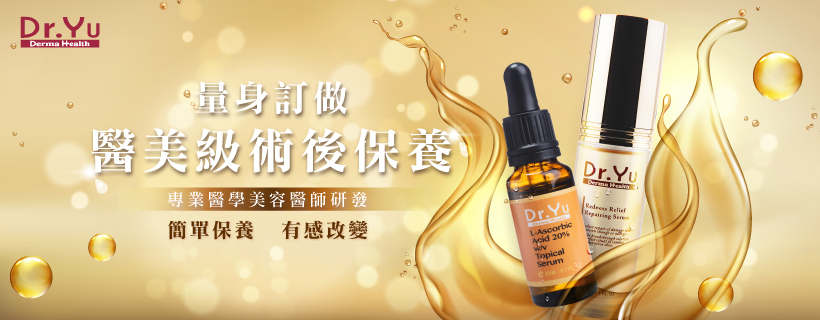 Dr.Yu
Derma Health
量身訂做
醫美級術後保養
專業醫學美容醫師研發
簡單保養 有感改變
Dr.Yu
L-Ascorbic
Acid 20%
w/v
Topical
Serum
Dr.Yu
Derma Health
Redness Relief
Repairing Serum